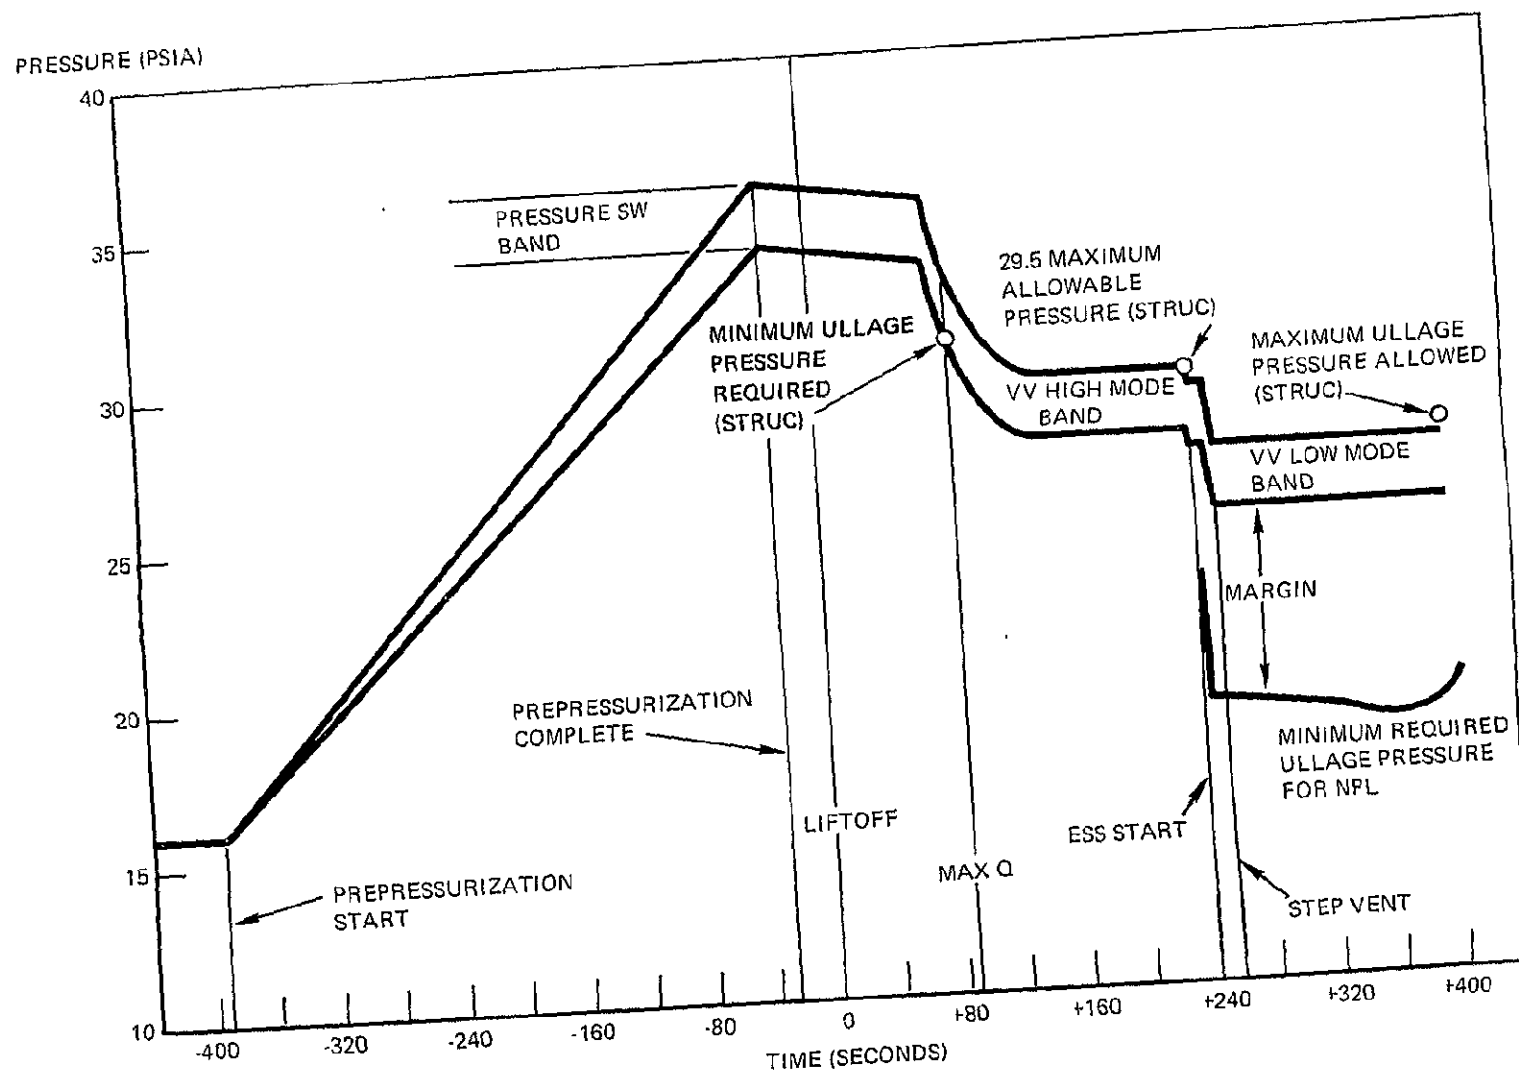 PRESSURE (PSIA)
40
35
30
25
20
15
10
PRESSURE SW
BAND
MINIMUM ULLAGE
PRESSURE
REQUIRED
(STRUC)
29.5 MAXIMUM
ALLOWABLE
PRESSURE (STRUC)
MAXIMUM ULLAGE
PRESSURE ALLOWED
(STRUC)
VV HIGH MODE
BAND
VV LOW MODE
BAND
MARGIN
PREPRESSURIZATION
COMPLETE
MINIMUM REQUIRED
ULLAGE PRESSURE
FOR NPL
LIFTOFF
ESS START
MAX Q
PREPRESSURIZATION
START
STEP VENT
-400
-320
-240
-160
-80
0
+80
+160
+240
+320
+400
TIME (SECONDS)